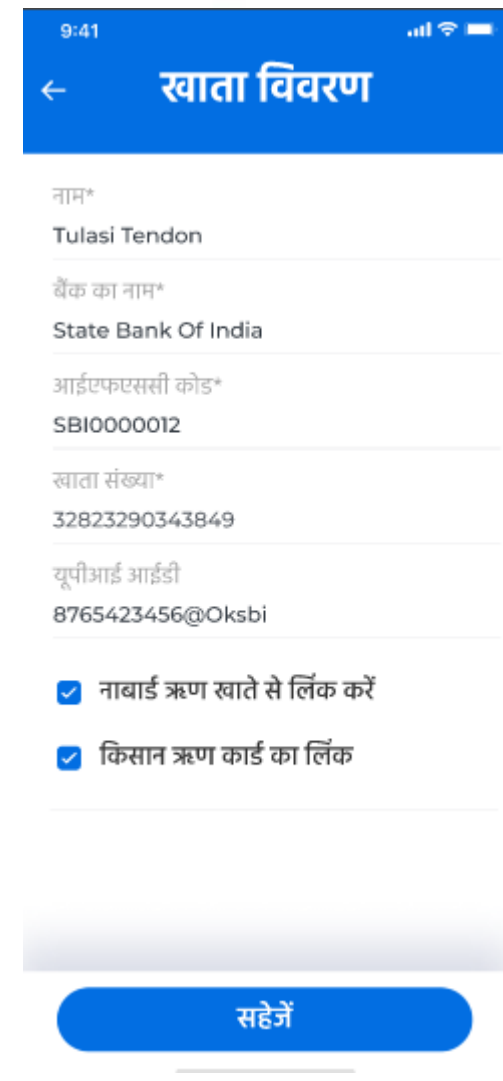 9:41
खाता विवरण
नाम*
Tulasi Tendon
बैंक का नाम*
State Bank Of India
आईएफएससी कोड*
SBI0000012
खाता संख्या*
32823290343849
यूपीआई आईडी
8765423456@Oksbi
नाबार्ड ऋण खाते से लिंक करें
किसान ऋण कार्ड का लिंक
सहेजें